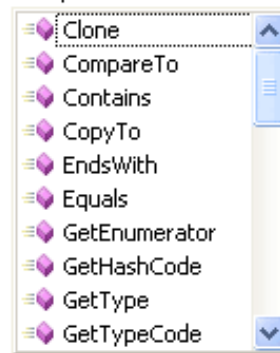 Clone
CompareTo
Contains
CopyTo
EndsWith
Equals
GetEnumerator
GetHashCode
GetType
GetTypeCode